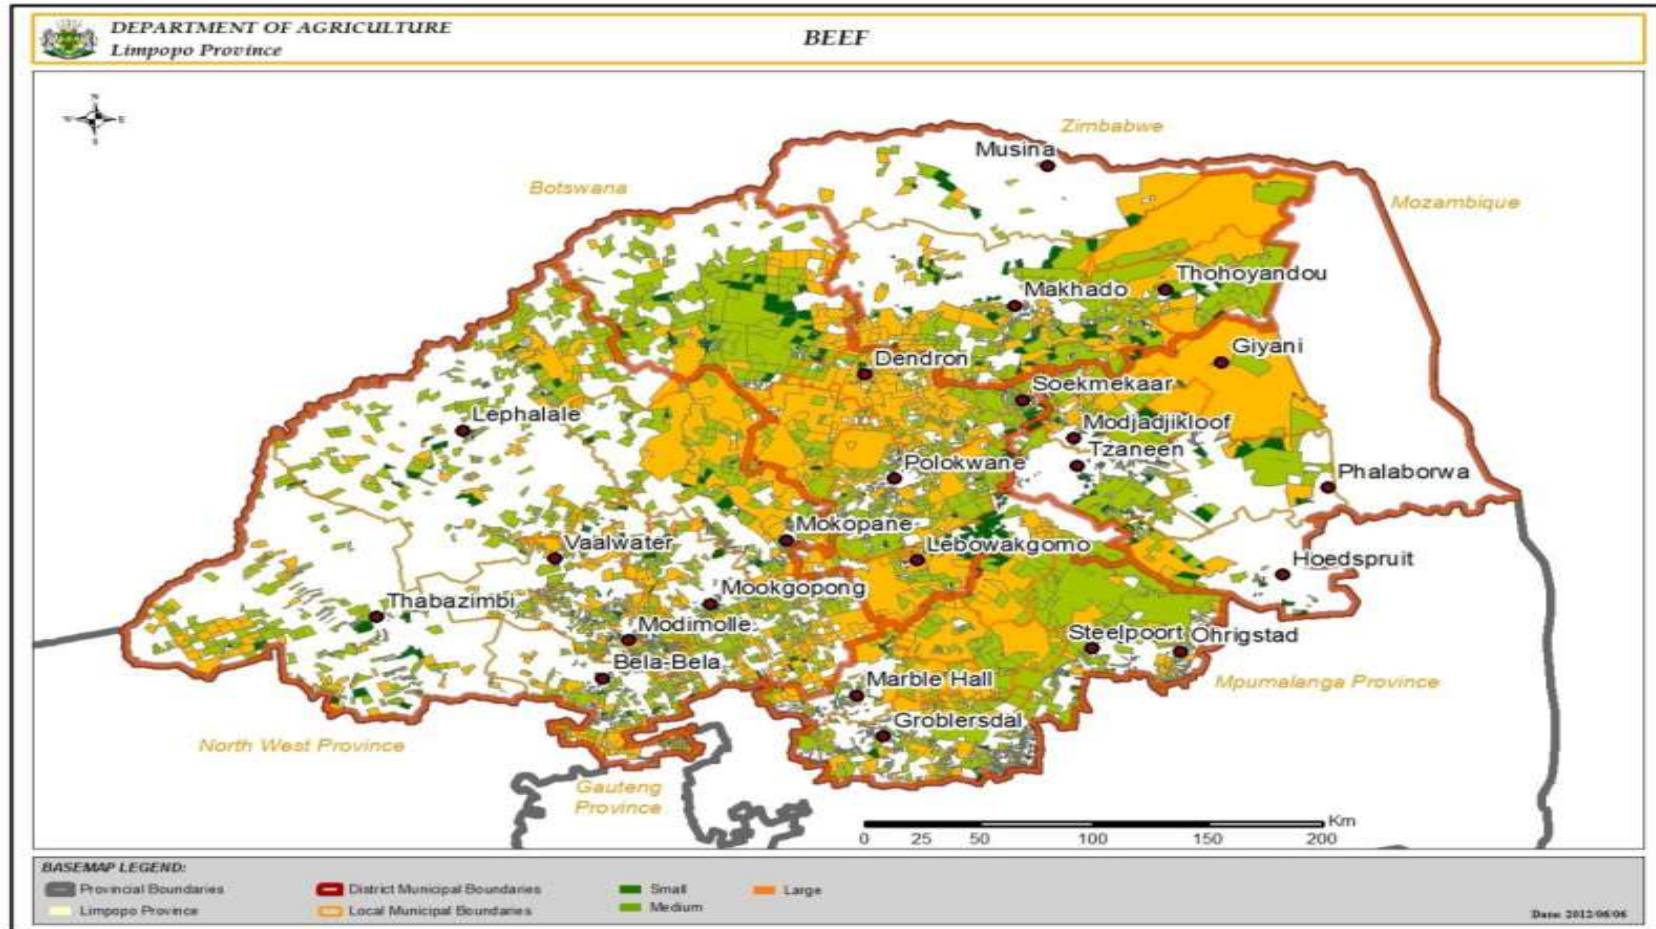 DEPARTMENT OF AGRICULTURE
Limpopo Province
BEEF
N
W E
S
Zimbabwe
Musina
Botswana
Mozambique
Thohoyandou
Makhado
Giyani
Dendron
Soekmekaar
Lephalale
Modjadjikloof
Tzaneen
Polokwane
Phalaborwa
Mokopane
Vaalwater
Lebowakgomo
Hoedspruit
Mookgopong
Thabazimbi
Modimolle
Steelpoort
Ohrigstad
Bela-Bela
Marble Hall
Mpumalanga Province
Groblersdal
North West Province
Gauteng
Province
Km
0 25 50 100 150 200
BASEMAP LEGEND:
Provincial Boundaries
District Municipal Boundaries
Small
Large
Limpopo Province
Local Municipal Boundaries
Medium
Date: 2012/06/06